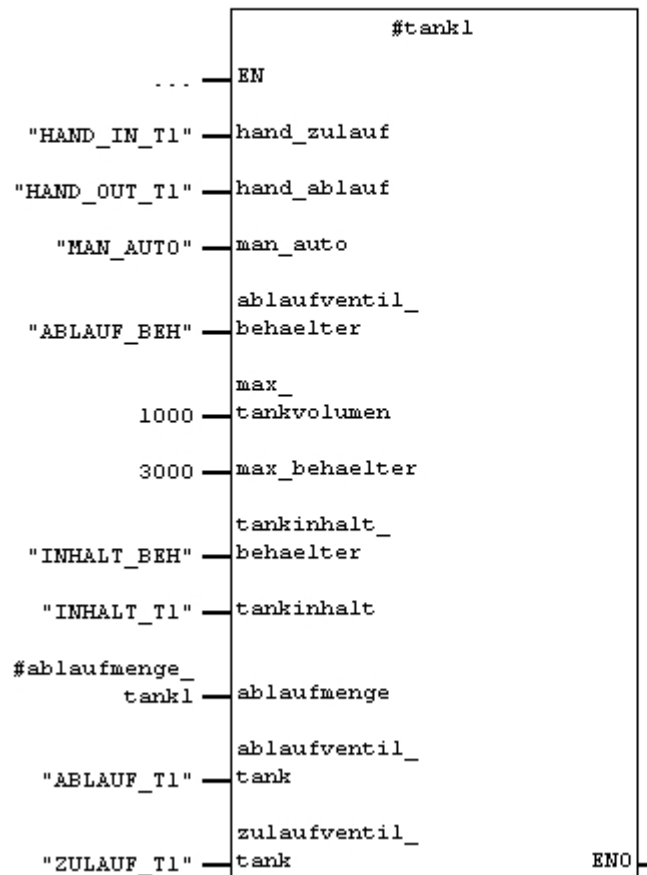 #tank1
... EN
"HAND_IN_T1" hand_zulauf
"HAND_OUT_T1" hand_ablauf
"MAN_AUTO" man_auto
ablaufventil_
"ABLAUF_BEH" behaelter
max_
1000 tankvolumen
3000 max_behaelter
tankinhalt_
"INHALT_BEH" behaelter
"INHALT_T1" tankinhalt
#ablaufmenge_
tank1 ablaufmenge
ablaufventil_
"ABLAUF_T1" tank
zulaufventil_
"ZULAUF_T1" tank ENO